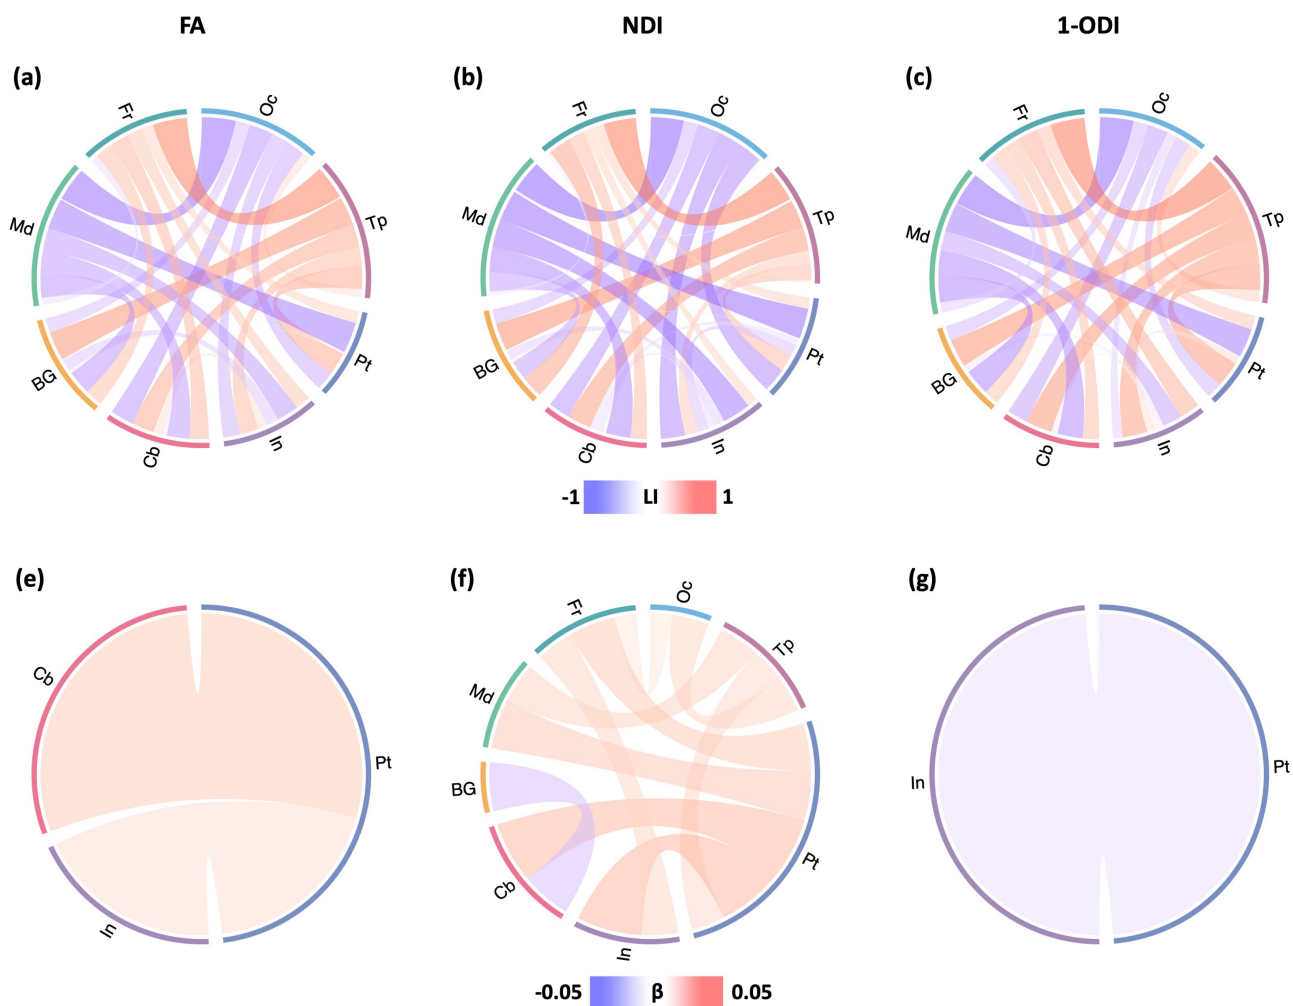 FA
NDI
1-ODI
(a)
(b)
(c)
Fr
Oc
Tp
Pt
In
Cb
BG
Md
Fr
Oc
Tp
Pt
In
Cb
BG
Md
Fr
Oc
Tp
Pt
In
Cb
BG
Md
-1 LI 1
(e)
(f)
(g)
Cb
Pt
In
Fr
Oc
Tp
Pt
In
Cb
BG
Md
In
Pt
-0.05 β 0.05